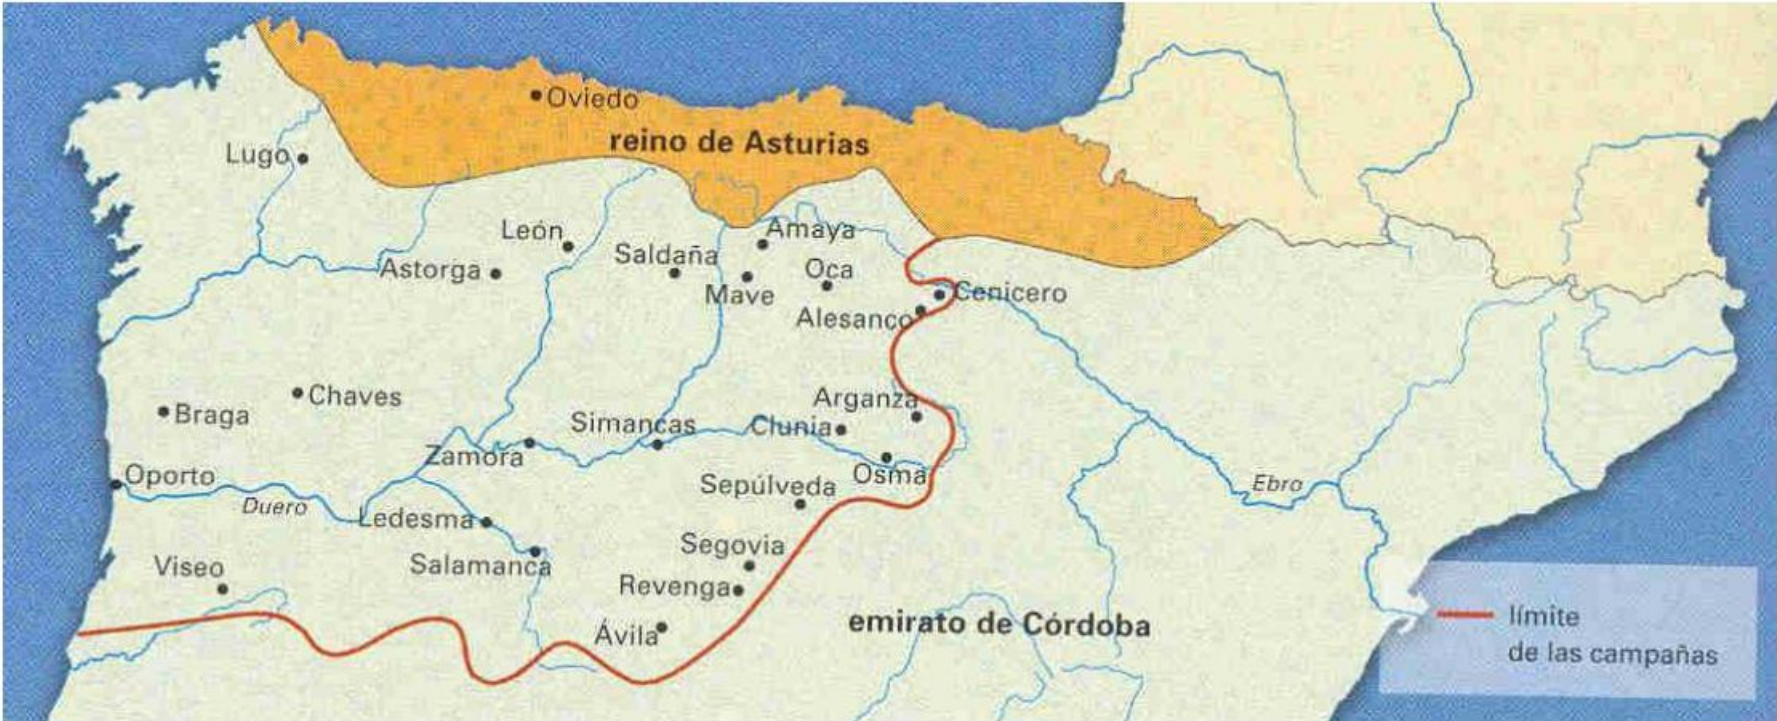 Oviedo
reino de Asturias
Lugo
León
Amaya
Saldaña
Astorga
Oca
Mave
Cenicero
Alesanco
Chaves
Arganza
Braga
Simancas
Clunia
Zamora
Osma
Oporto
Sepúlveda
Ebro
Duero
Ledesma
Segovia
Salamanca
Viseo
Revenga
Ávila
emirato de Córdoba
límite
de las campañas